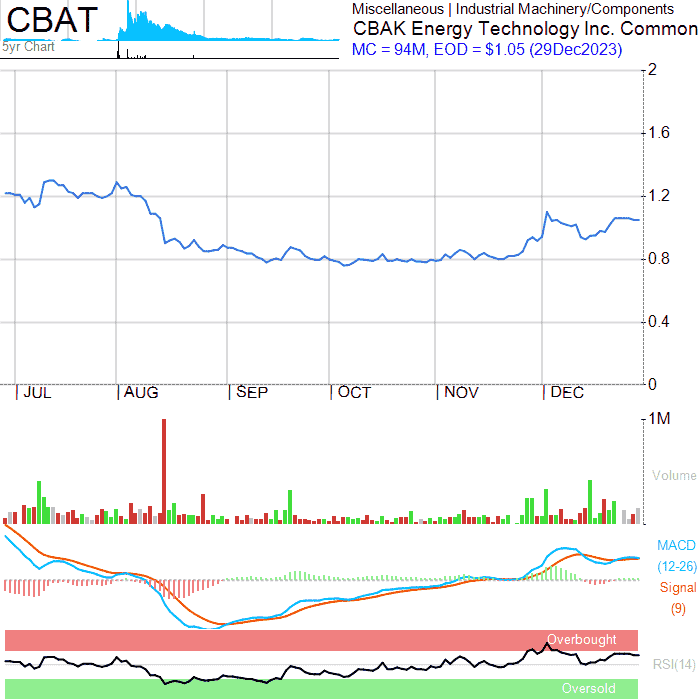 CBAT
5yr Chart
Miscellaneous | Industrial Machinery/Components
CBAK Energy Technology Inc. Common
MC = 94M, EOD = $1.05 (29Dec2023)
2
1.6
1.2
0.8
0.4
0
JUL AUG SEP OCT NOV DEC
1M
Volume
MACD
(12-26)
Signal
(9)
Overbought
RSI(14)
Oversold